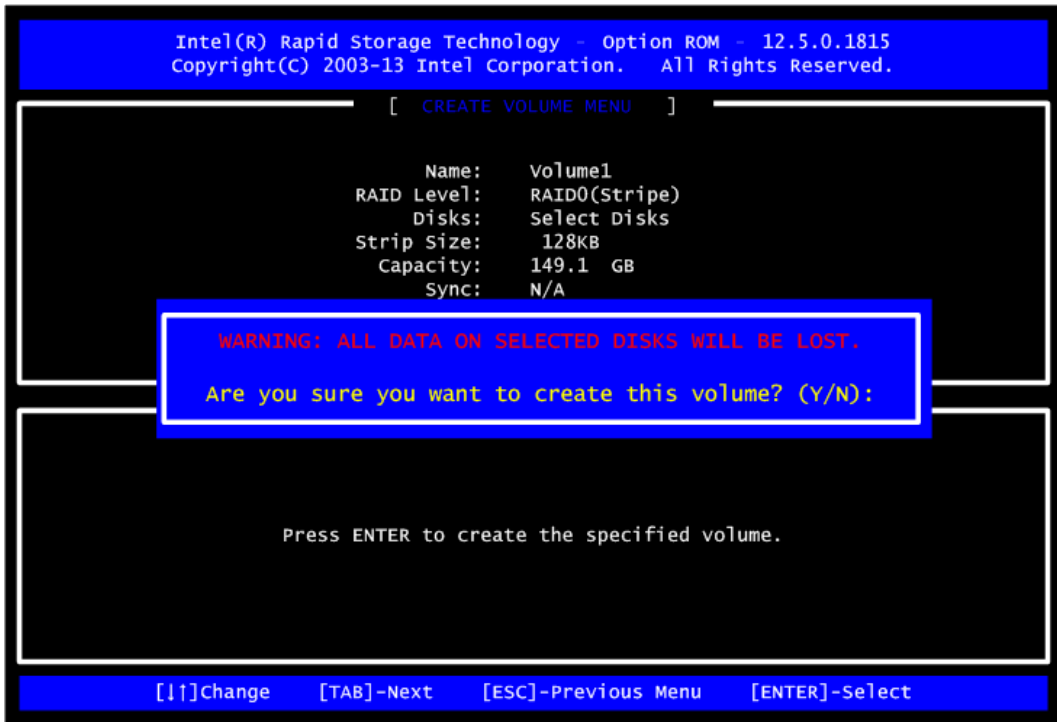 Intel(R) Rapid Storage Technology - Option ROM - 12.5.0.1815
Copyright(C) 2003-13 Intel Corporation. All Rights Reserved.
[ CREATE VOLUME MENU ]
Name: Volume1
RAID Level: RAID0(Stripe)
Disks: Select Disks
Strip Size: 128KB
Capacity: 149.1 GB
Sync: N/A
WARNING: ALL DATA ON SELECTED DISKS WILL BE LOST.
Are you sure you want to create this volume? (Y/N):
Press ENTER to create the specified volume.
[↓↑]Change [TAB]-Next [ESC]-Previous Menu [ENTER]-Select